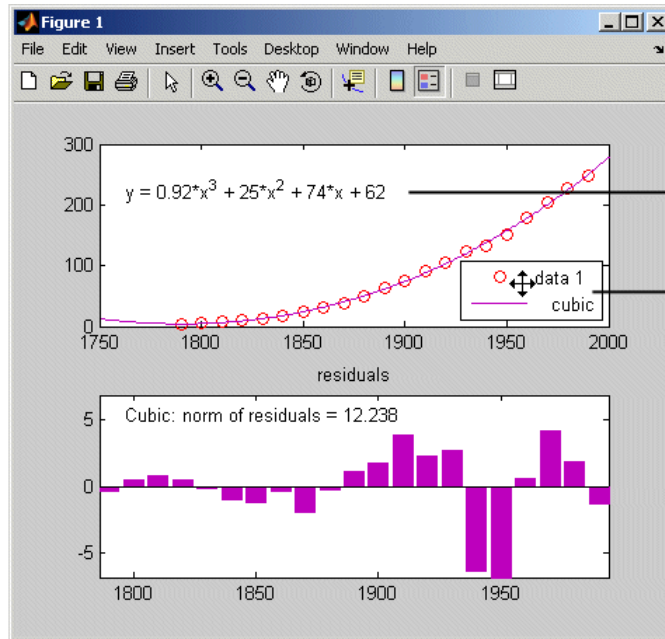 Figure 1
File Edit View Insert Tools Desktop Window Help
300
y = 0.92*x³ + 25*x² + 74*x + 62
200
100
data 1
cubic
0
1750 1800 1850 1900 1950 2000
residuals
Cubic: norm of residuals = 12.238
5
0
-5
1800 1850 1900 1950